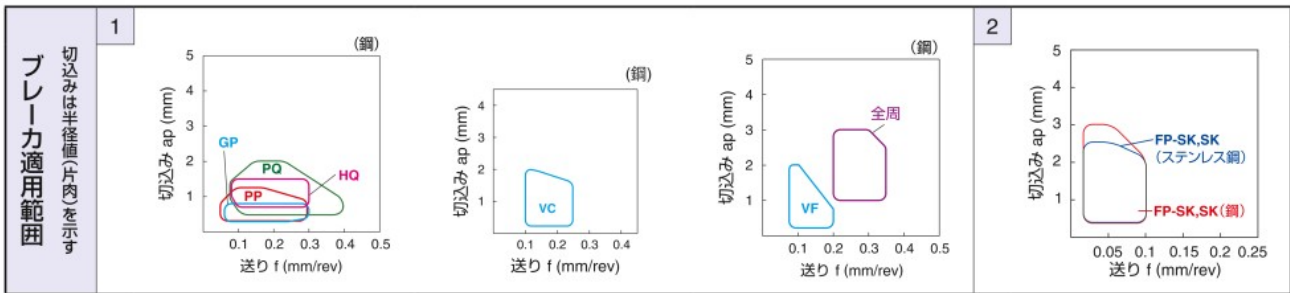 ブレーカ適用範囲
切込みは半径値(片肉)を示す
1
(鋼)
切込み ap (mm)
5
4
3
2
1
GP
PQ
HQ
PP
0.1 0.2 0.3 0.4 0.5
送り f (mm/rev)
(鋼)
切込み ap (mm)
4
3
2
1
VC
0.1 0.2 0.3 0.4
送り f (mm/rev)
(鋼)
切込み ap (mm)
5
4
3
2
1
全周
VF
0.1 0.2 0.3 0.4 0.5
送り f (mm/rev)
2
切込み ap (mm)
5
4
3
2
1
FP-SK,SK
(ステンレス鋼)
FP-SK,SK(鋼)
0.05 0.1 0.15 0.2 0.25
送り f (mm/rev)